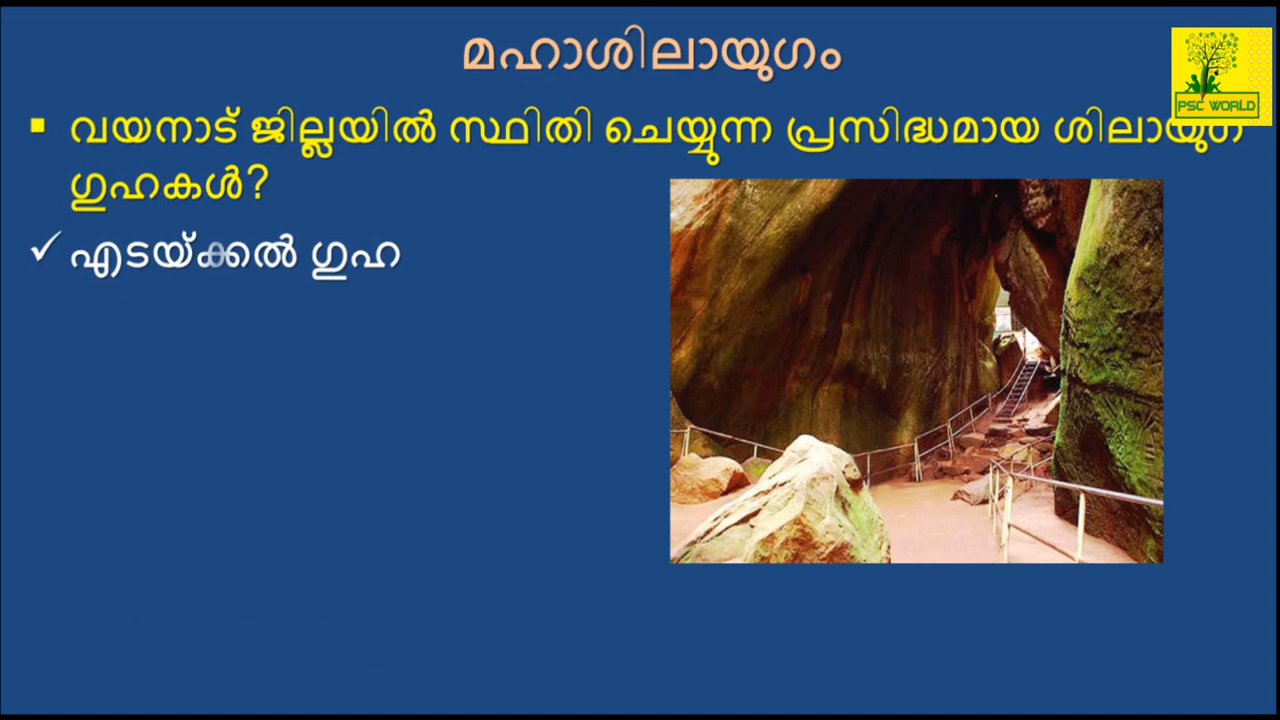 മഹാശിലായുഗം
PSC WORLD
▪ വയനാട് ജില്ലയിൽ സ്ഥിതി ചെയ്യുന്ന പ്രസിദ്ധമായ ശിലായുഗ
ഗുഹകൾ?
✓ എടയ്ക്കൽ ഗുഹ